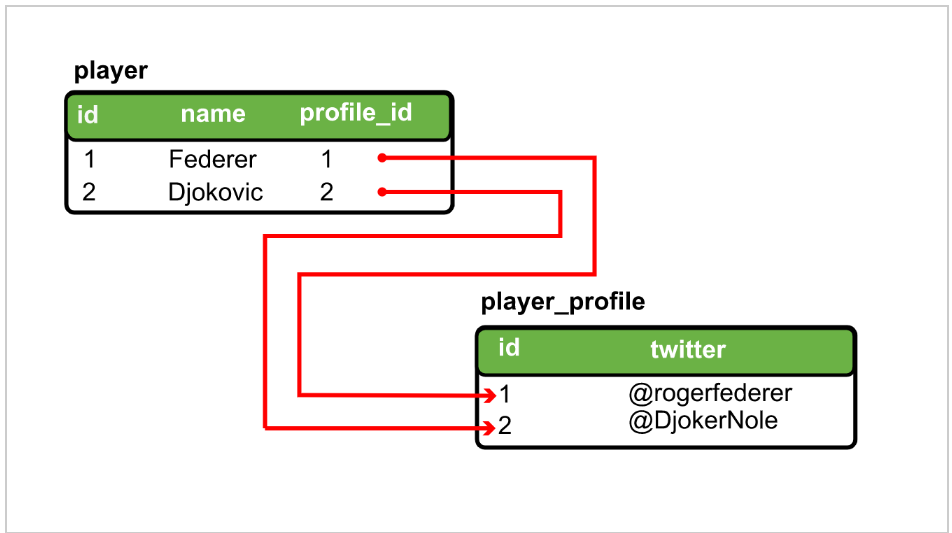 player
id name profile_id
1 Federer 1
2 Djokovic 2
player_profile
id twitter
1 @rogerfederer
2 @DjokerNole